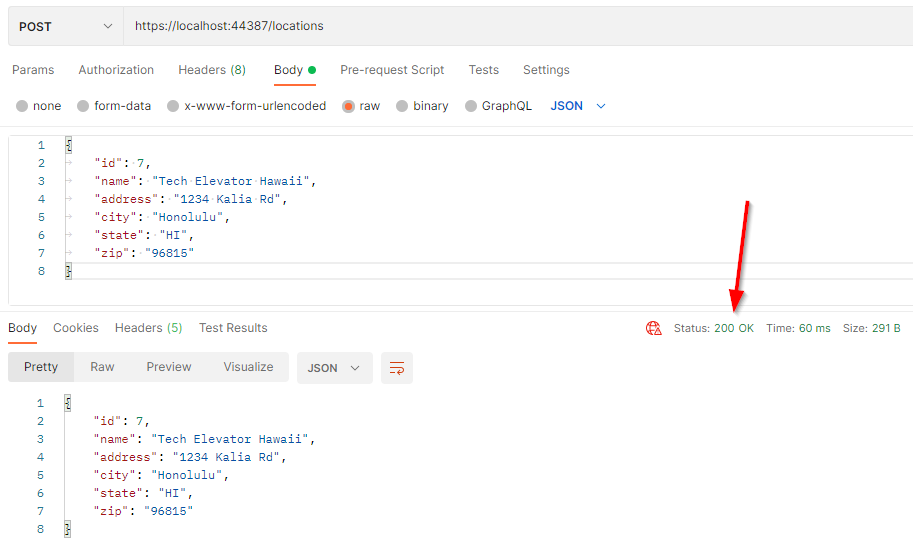 POST https://localhost:44387/locations
Params Authorization Headers (8) Body Pre-request Script Tests Settings
none form-data x-www-form-urlencoded raw binary GraphQL JSON
1 {
2 "id": 7,
3 "name": "Tech Elevator Hawaii",
4 "address": "1234 Kalia Rd",
5 "city": "Honolulu",
6 "state": "HI",
7 "zip": "96815"
8 }
Body Cookies Headers (5) Test Results Status: 200 OK Time: 60 ms Size: 291 B
Pretty Raw Preview Visualize JSON
1 {
2 "id": 7,
3 "name": "Tech Elevator Hawaii",
4 "address": "1234 Kalia Rd",
5 "city": "Honolulu",
6 "state": "HI",
7 "zip": "96815"
8 }